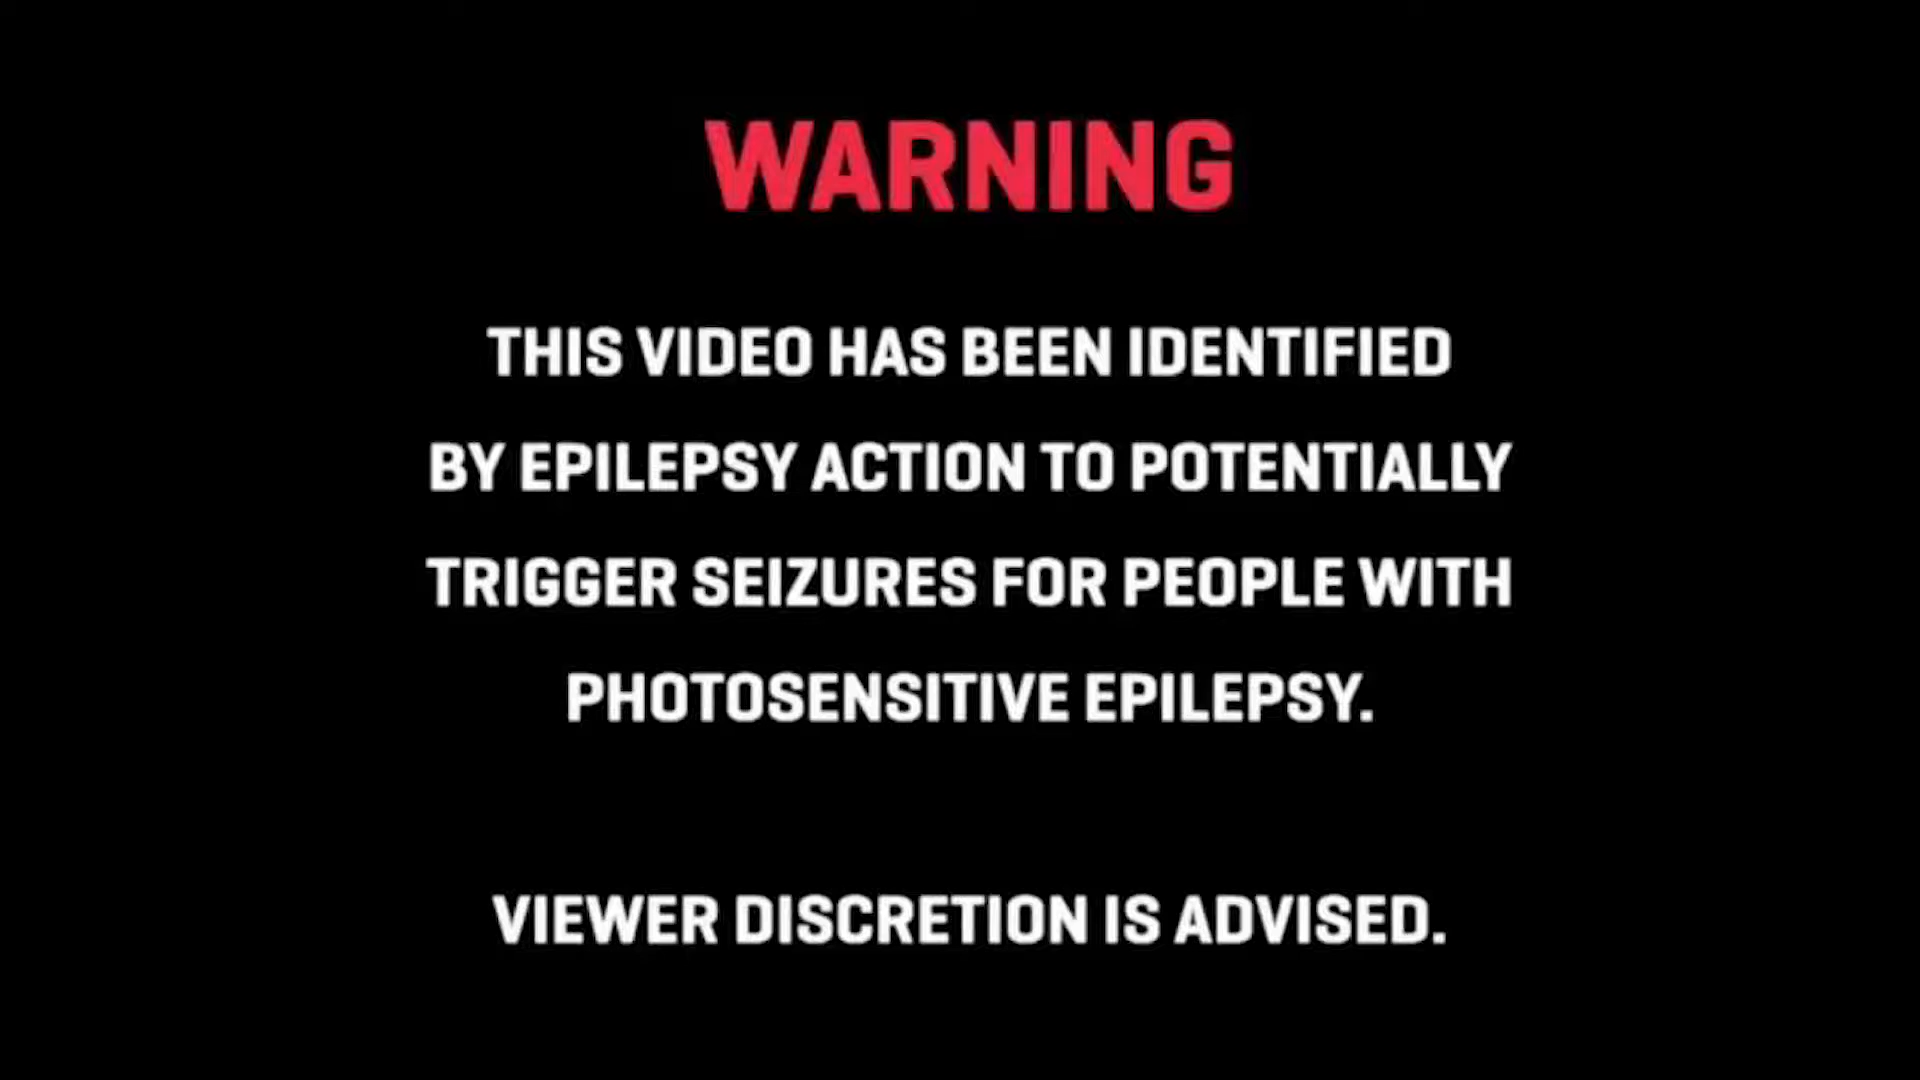 WARNING
THIS VIDEO HAS BEEN IDENTIFIED
BY EPILEPSY ACTION TO POTENTIALLY
TRIGGER SEIZURES FOR PEOPLE WITH
PHOTOSENSITIVE EPILEPSY.
VIEWER DISCRETION IS ADVISED.